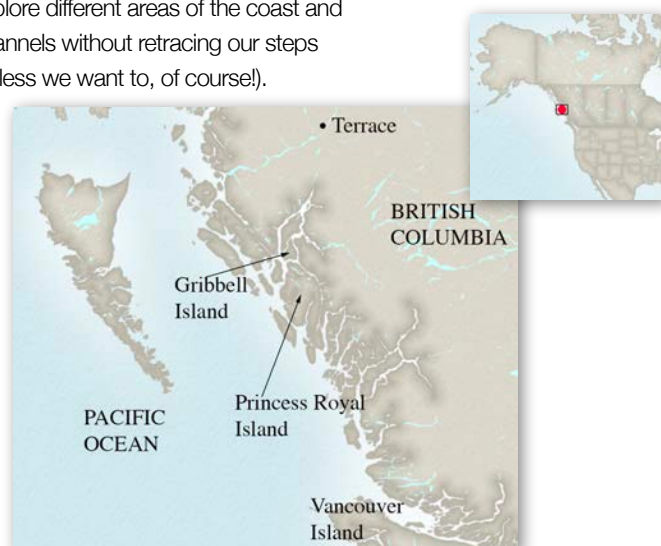 plore different areas of the coast and
annels without retracing our steps
less we want to, of course!).
• Terrace
BRITISH
COLUMBIA
Gribbell
Island
Princess Royal
Island
PACIFIC
OCEAN
Vancouver
Island